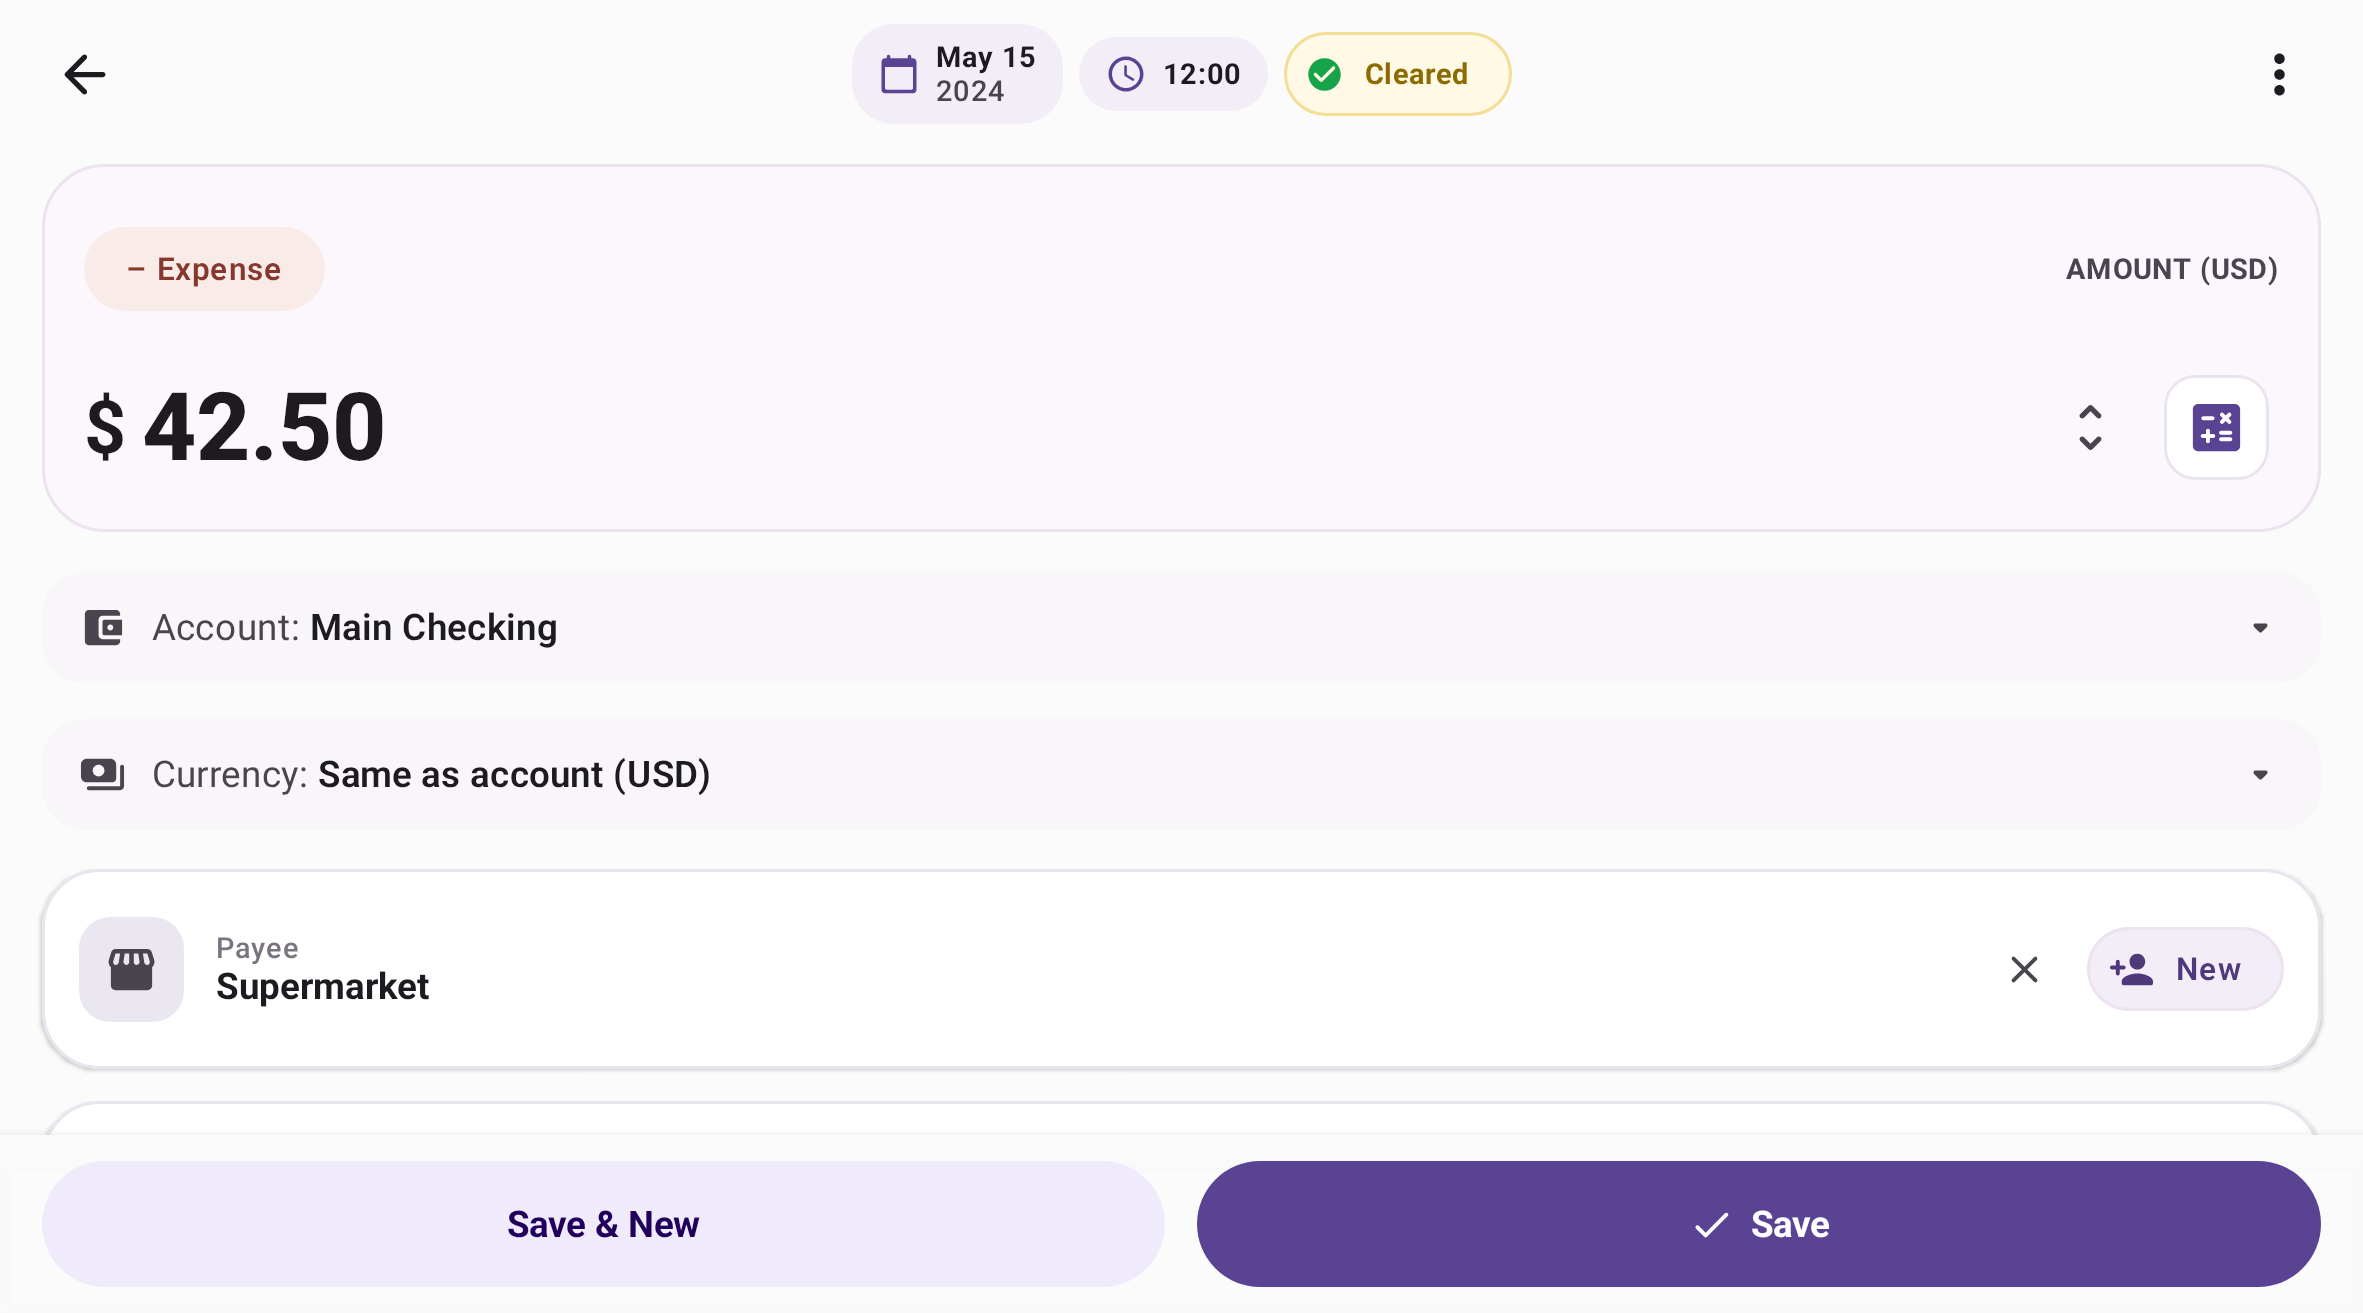 May 15
2024
12:00
Cleared
– Expense
AMOUNT (USD)
$ 42.50
Account: Main Checking
Currency: Same as account (USD)
Payee
Supermarket
New
Save & New
Save